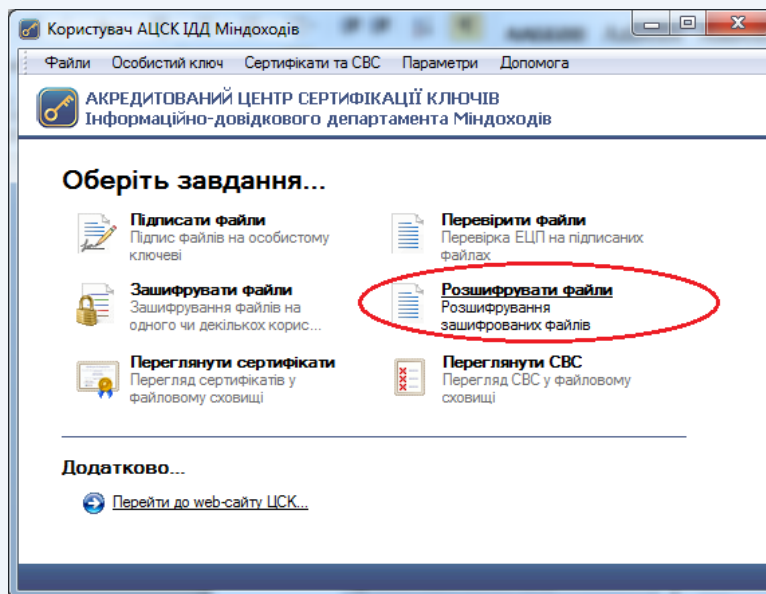 Користувач АЦСК ІДД Міндоходів
Файли Особистий ключ Сертифікати та СВС Параметри Допомога
АКРЕДИТОВАНИЙ ЦЕНТР СЕРТИФІКАЦІЇ КЛЮЧІВ
Інформаційно-довідкового департамента Міндоходів
Оберіть завдання...
Підписати файли
Підпис файлів на особистому
ключеві
Перевірити файли
Перевірка ЕЦП на підписаних
файлах
Зашифрувати файли
Зашифрування файлів на
одного чи декількох корис...
Розшифрувати файли
Розшифрування
зашифрованих файлів
Переглянути сертифікати
Перегляд сертифікатів у
файловому сховищі
Переглянути СВС
Перегляд СВС у файловому
сховищі
Додатково...
Перейти до web-сайту ЦСК...